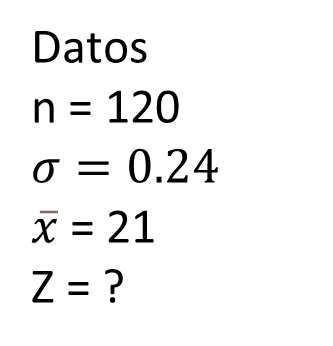 Datos
n = 120
σ = 0.24
x̅ = 21
Z = ?